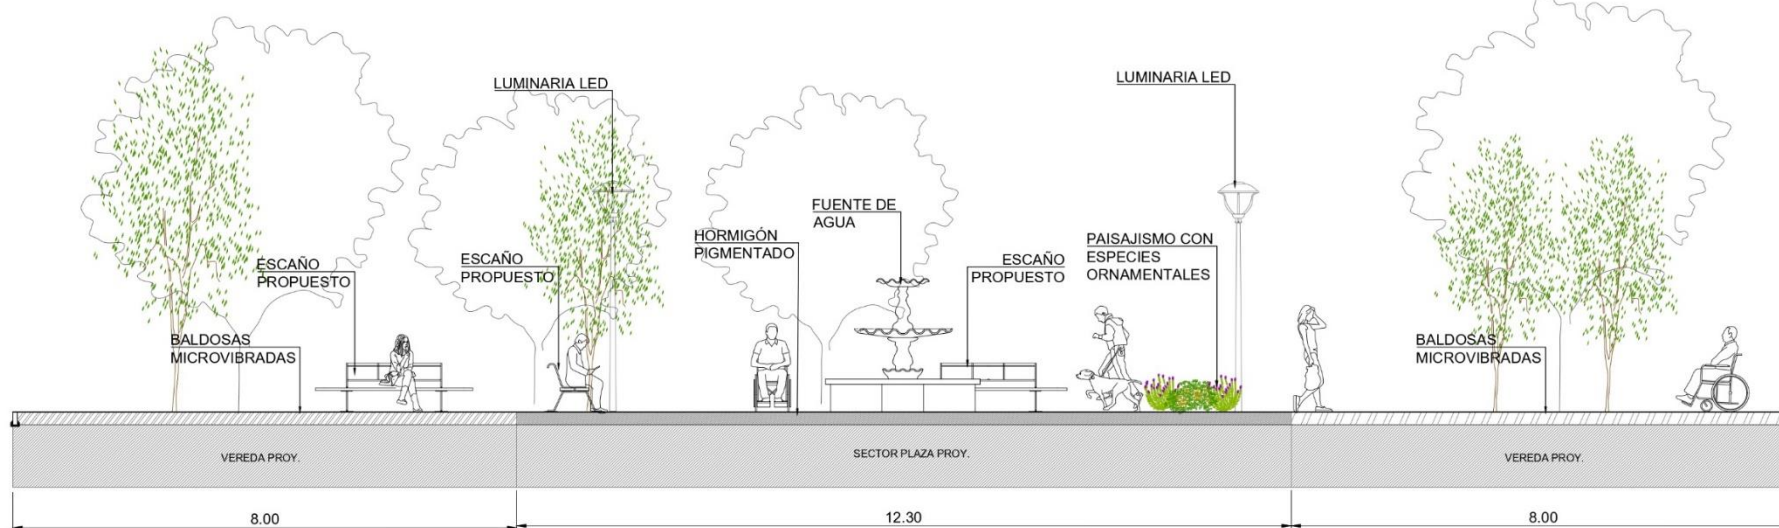 LUMINARIA LED
LUMINARIA LED
FUENTE DE
AGUA
HORMIGÓN
PIGMENTADO
PAISAJISMO CON
ESPECIES
ORNAMENTALES
ESCAÑO
PROPUESTO
ESCAÑO
PROPUESTO
ESCAÑO
PROPUESTO
BALDOSAS
MICROVIBRADAS
BALDOSAS
MICROVIBRADAS
VEREDA PROY.
SECTOR PLAZA PROY.
VEREDA PROY.
8.00
12.30
8.00